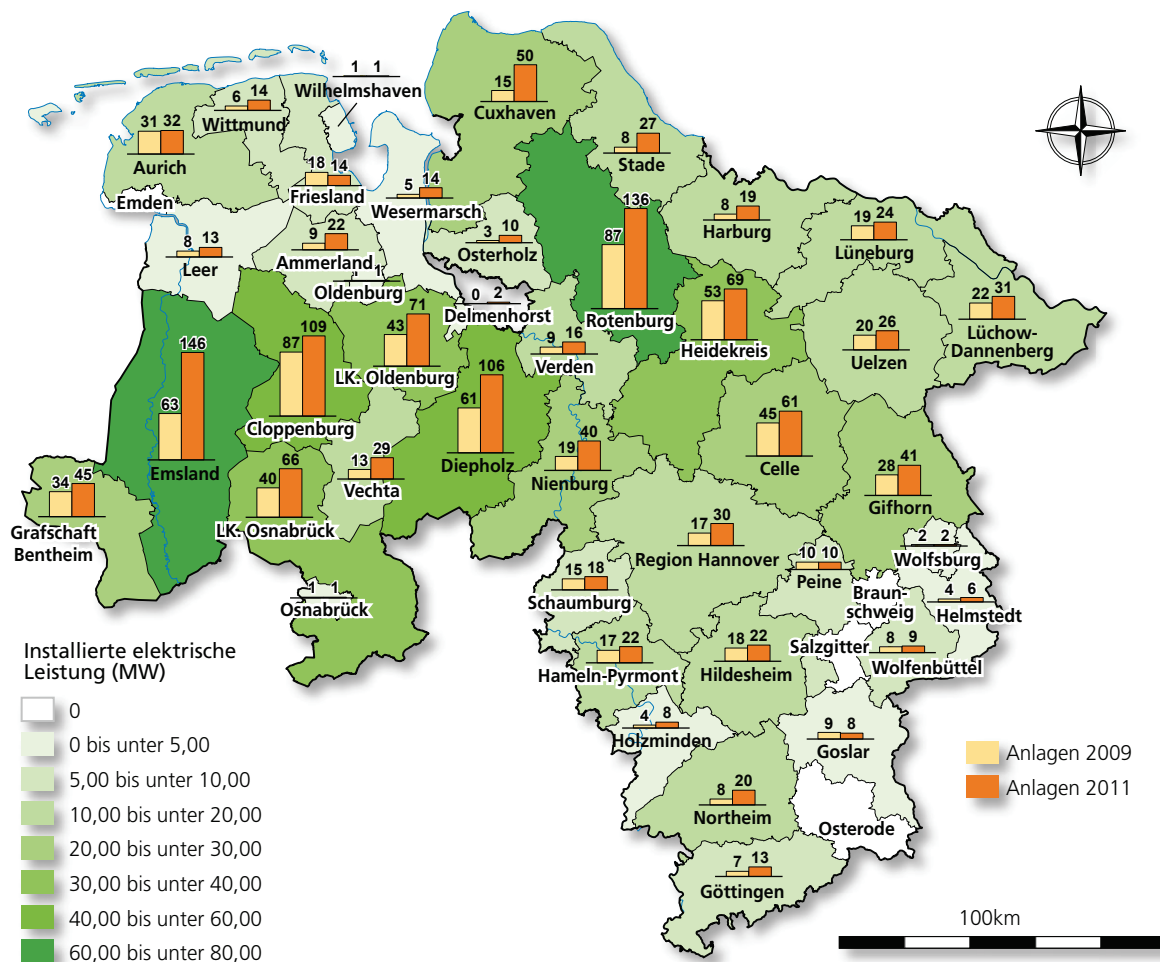 1 1
Wilhelmshaven
6 14
Wittmund
31 32
Aurich
Emden
18 14
Friesland
5 14
Wesermarsch
15 50
Cuxhaven
8 27
Stade
8 13
Leer
9 22
Ammerland
1
Oldenburg
3 10
Osterholz
87 136
Rotenburg
8 19
Harburg
19 24
Lüneburg
22 31
Lüchow-
Dannenberg
0 2
Delmenhorst
53 69
Heidekreis
20 26
Uelzen
63 146
Emsland
87 109
Cloppenburg
43 71
LK. Oldenburg
9 16
Verden
61 106
Diepholz
19 40
Nienburg
45 61
Celle
28 41
Gifhorn
34 45
Grafschaft
Bentheim
40 66
LK. Osnabrück
13 29
Vechta
1 1
Osnabrück
17 30
Region Hannover
2 2
Wolfsburg
10 10
Peine
Braun-
schweig
4 6
Helmstedt
15 18
Schaumburg
17 22
Hameln-Pyrmont
18 22
Hildesheim
Salzgitter
8 9
Wolfenbüttel
4 8
Holzminden
9 8
Goslar
8 20
Northeim
Osterode
7 13
Göttingen
Installierte elektrische
Leistung (MW)
0
0 bis unter 5,00
5,00 bis unter 10,00
10,00 bis unter 20,00
20,00 bis unter 30,00
30,00 bis unter 40,00
40,00 bis unter 60,00
60,00 bis unter 80,00
Anlagen 2009
Anlagen 2011
100km